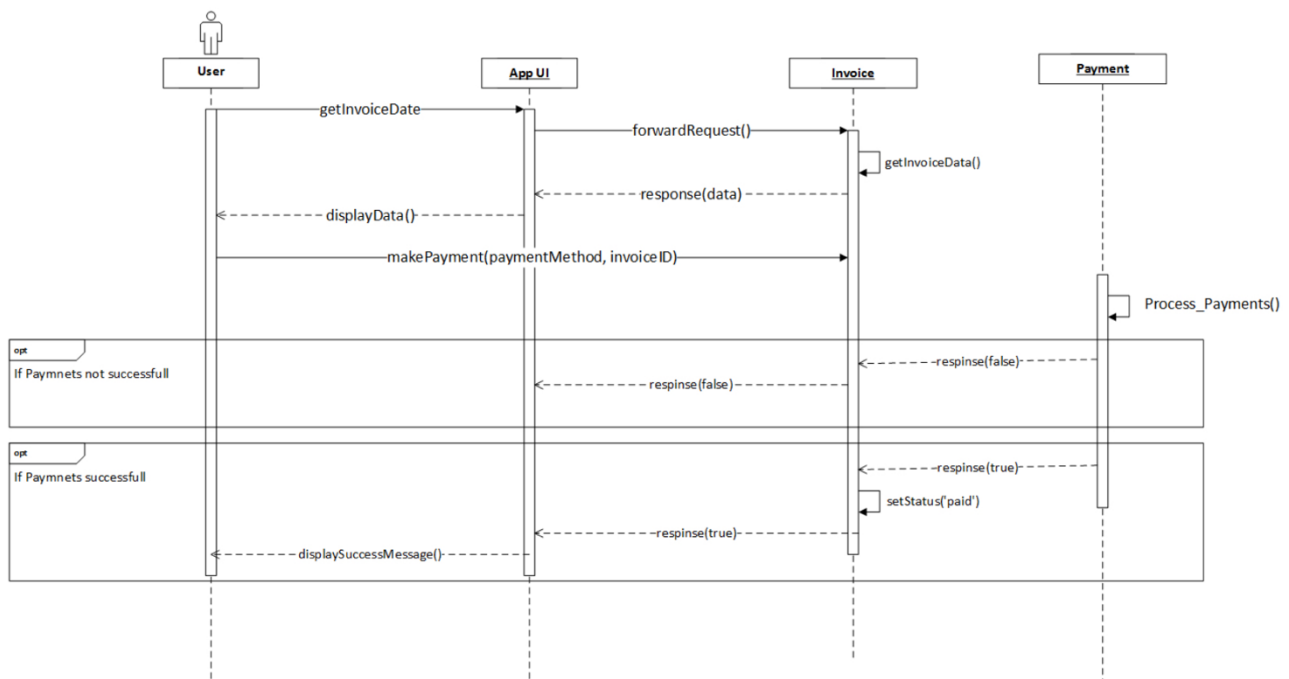 User
App UI
Invoice
Payment
getInvoiceDate
forwardRequest()
getInvoiceData()
response(data)
displayData()
makePayment(paymentMethod, invoiceID)
Process_Payments()
opt
If Paymnets not successfull
respinse(false)
respinse(false)
opt
If Paymnets successfull
respinse(true)
setStatus('paid')
respinse(true)
displaySuccessMessage()